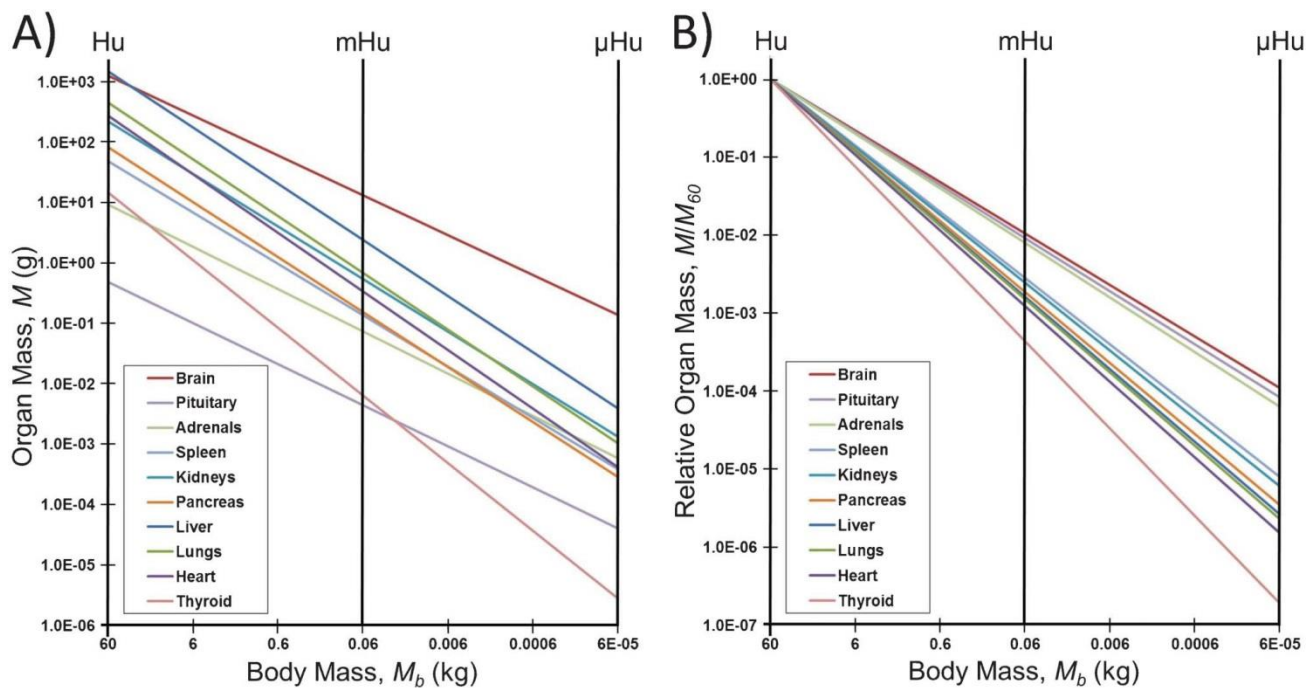 A)
Hu mHu µHu
1.0E+03
1.0E+02
1.0E+01
1.0E+00
1.0E-01
1.0E-02
1.0E-03
1.0E-04
1.0E-05
1.0E-06
Organ Mass, M (g)
Brain
Pituitary
Adrenals
Spleen
Kidneys
Pancreas
Liver
Lungs
Heart
Thyroid
60 6 0.6 0.06 0.006 0.0006 6E-05
Body Mass, M_b (kg)
B)
Hu mHu µHu
1.0E+00
1.0E-01
1.0E-02
1.0E-03
1.0E-04
1.0E-05
1.0E-06
1.0E-07
Relative Organ Mass, M/M_60
Brain
Pituitary
Adrenals
Spleen
Kidneys
Pancreas
Liver
Lungs
Heart
Thyroid
60 6 0.6 0.06 0.006 0.0006 6E-05
Body Mass, M_b (kg)